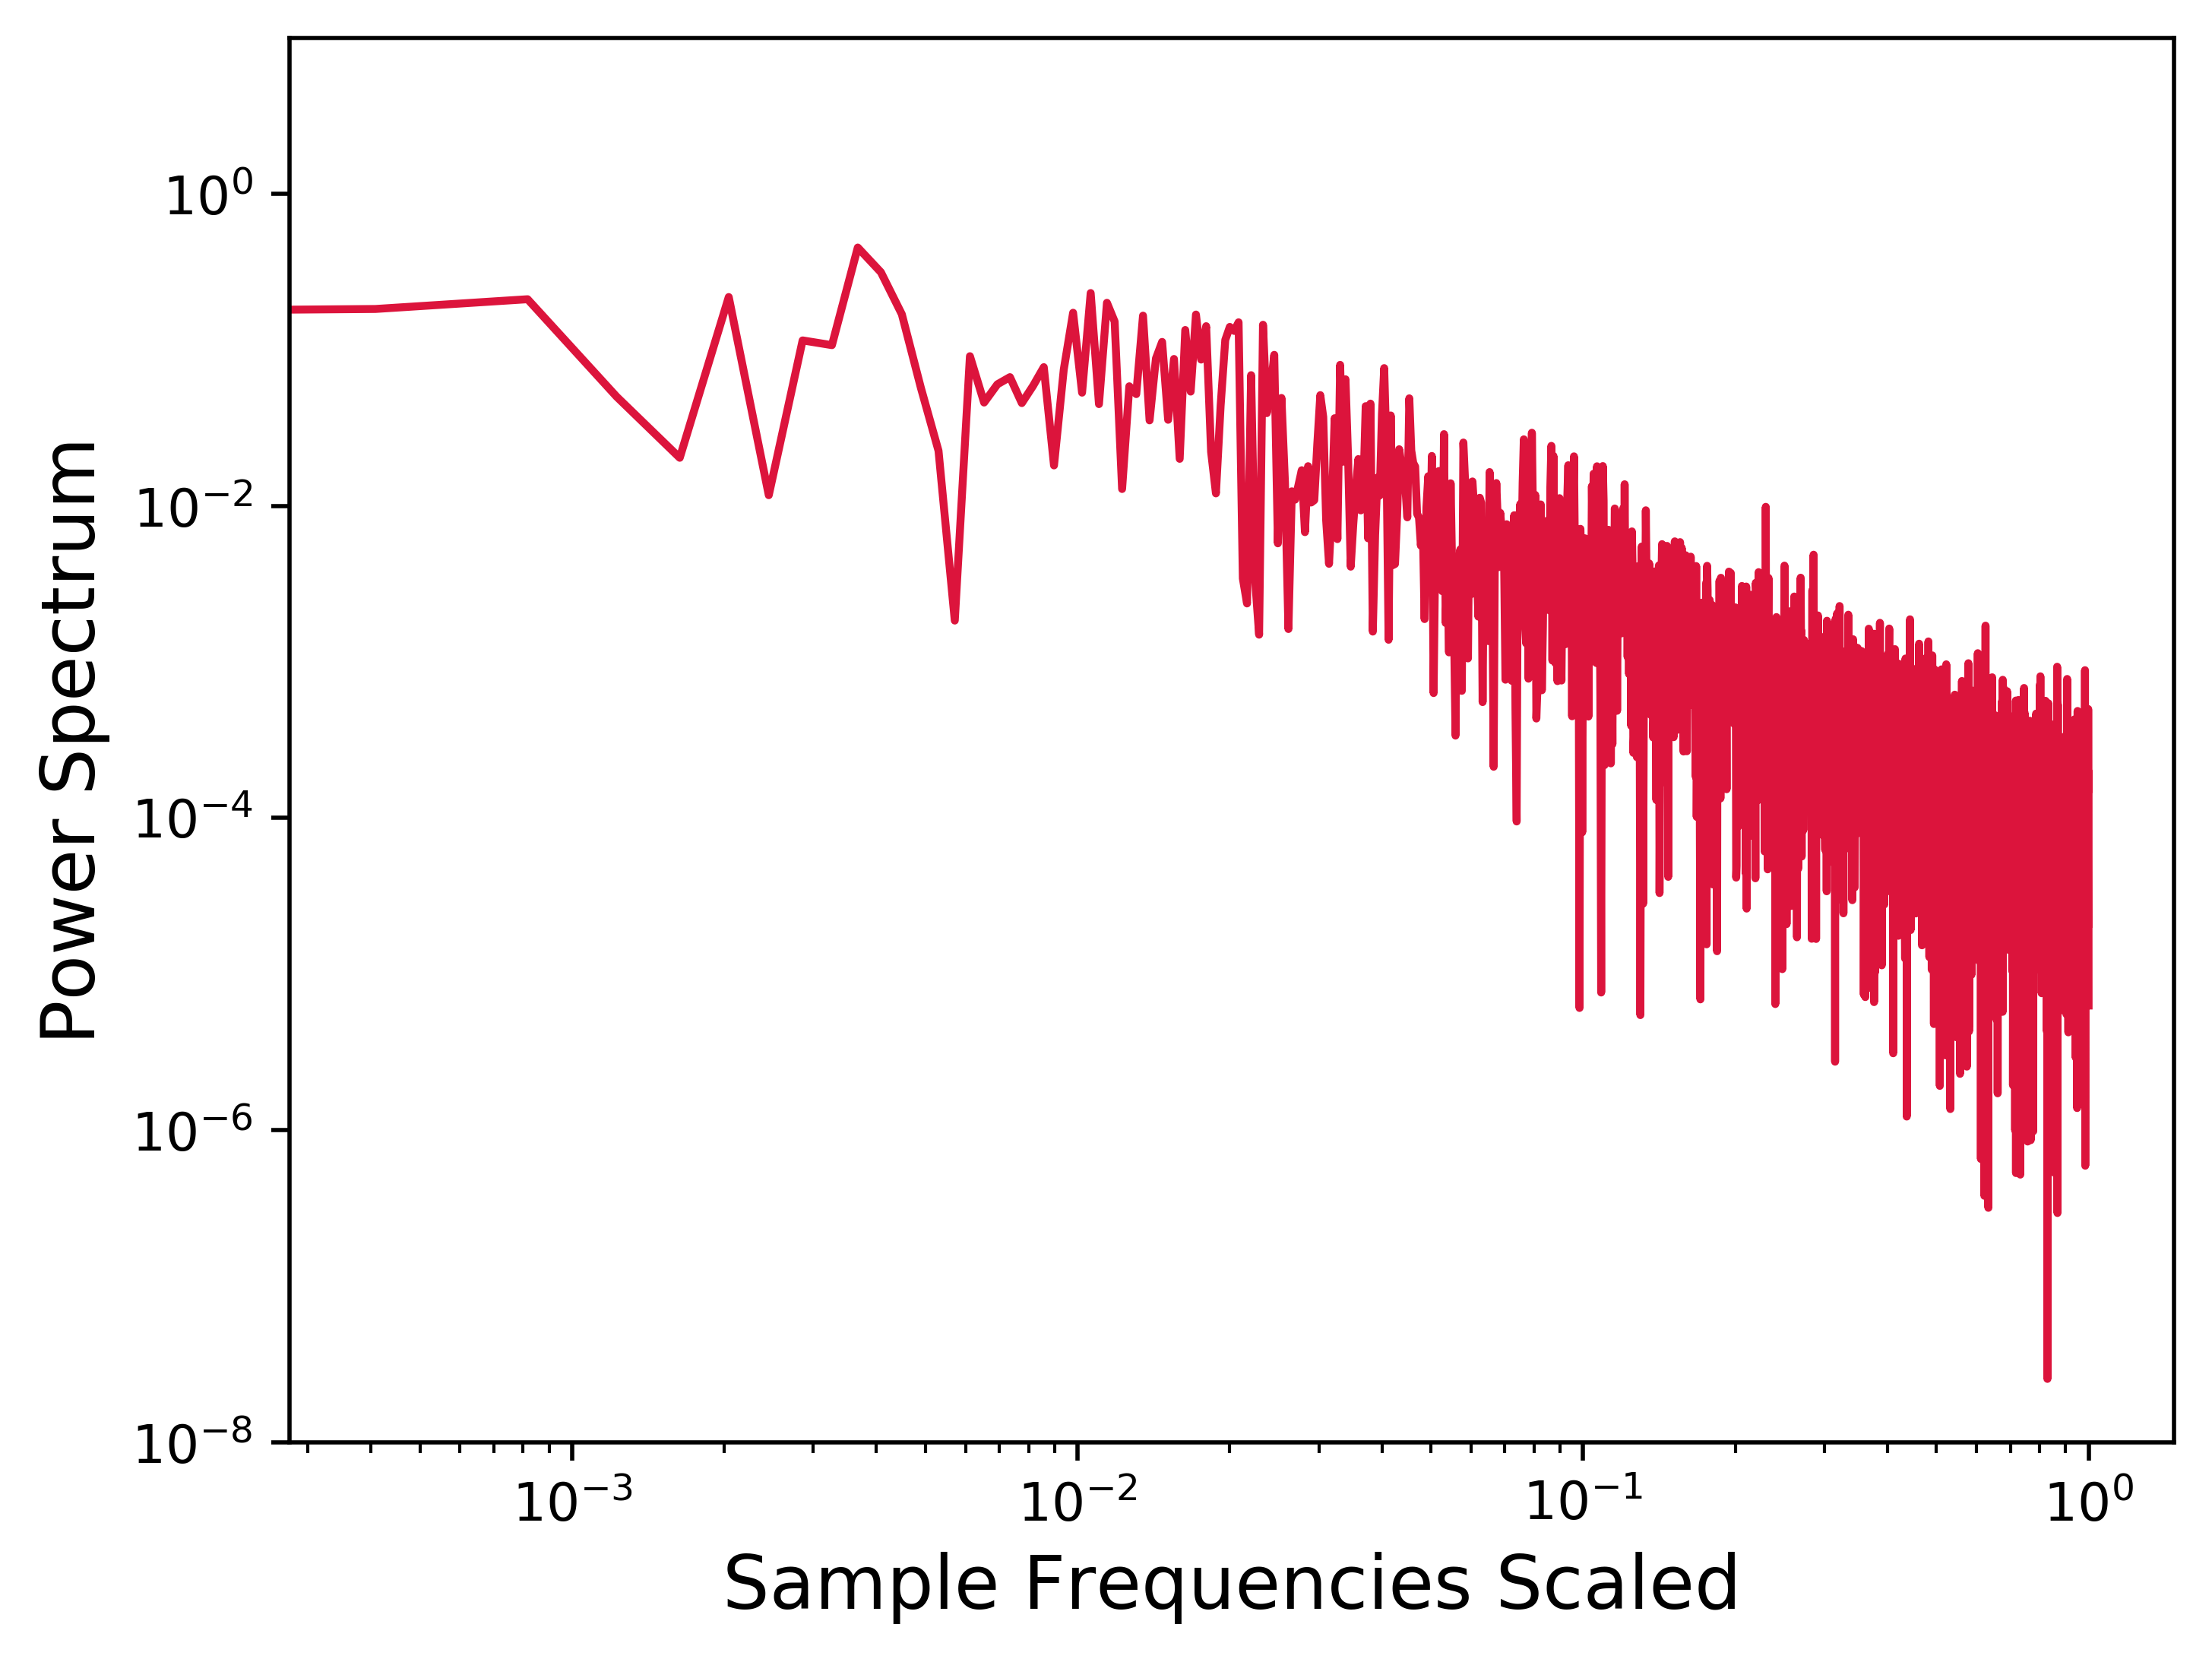 Power Spectrum
10⁰
10⁻²
10⁻⁴
10⁻⁶
10⁻⁸
10⁻³ 10⁻² 10⁻¹ 10⁰
Sample Frequencies Scaled